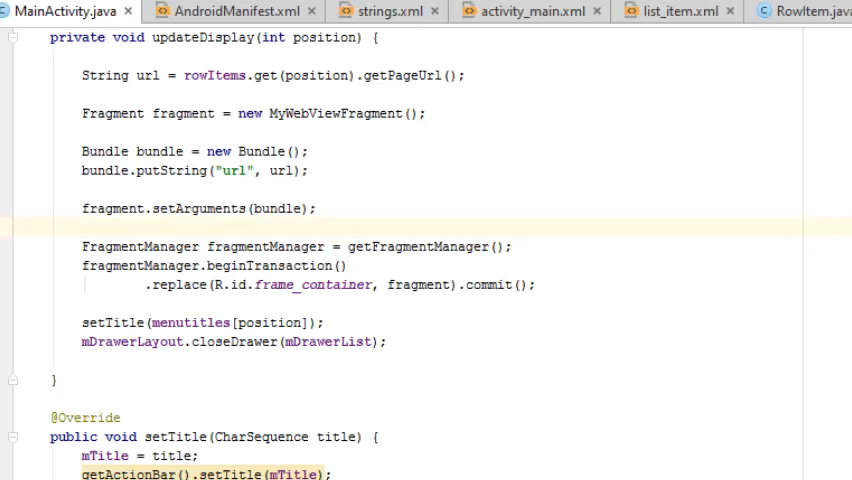 MainActivity.java
AndroidManifest.xml
strings.xml
activity_main.xml
list_item.xml
RowItem.java
private void updateDisplay(int position) {
String url = rowItems.get(position).getPageUrl();
Fragment fragment = new MyWebViewFragment();
Bundle bundle = new Bundle();
bundle.putString("url", url);
fragment.setArguments(bundle);
FragmentManager fragmentManager = getFragmentManager();
fragmentManager.beginTransaction()
.replace(R.id.frame_container, fragment).commit();
setTitle(menutitles[position]);
mDrawerLayout.closeDrawer(mDrawerList);
}
@Override
public void setTitle(CharSequence title) {
mTitle = title;
getActionBar().setTitle(mTitle);